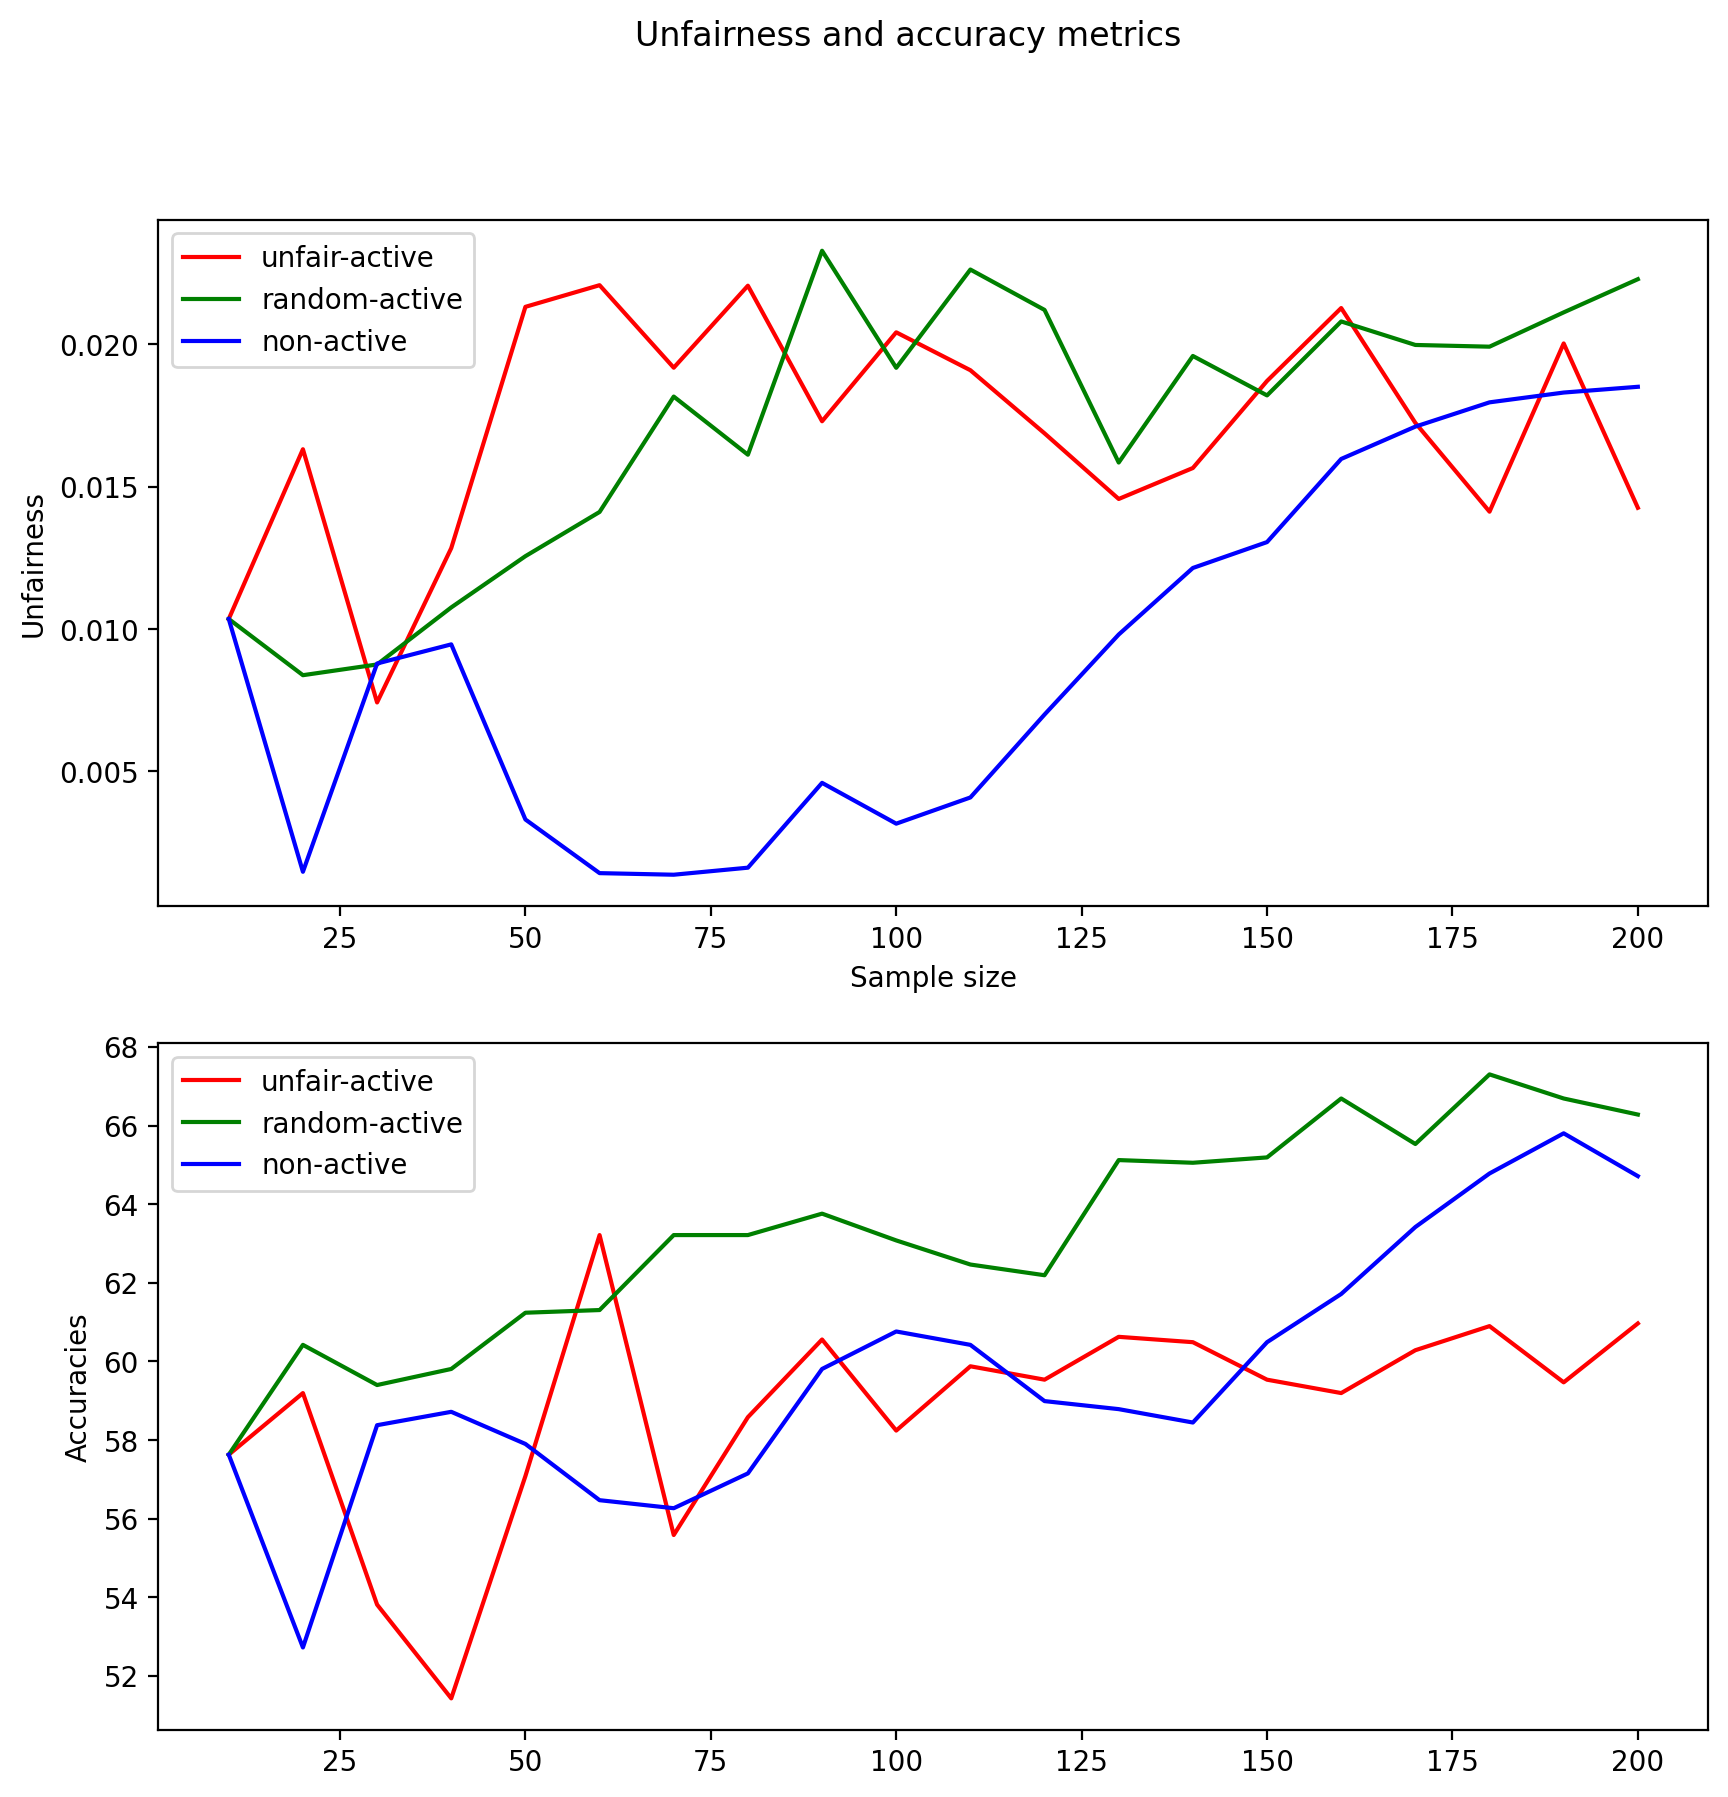 Unfairness and accuracy metrics
unfair-active
random-active
non-active
Unfairness
0.020
0.015
0.010
0.005
25 50 75 100 125 150 175 200
Sample size
unfair-active
random-active
non-active
Accuracies
68
66
64
62
60
58
56
54
52
25 50 75 100 125 150 175 200